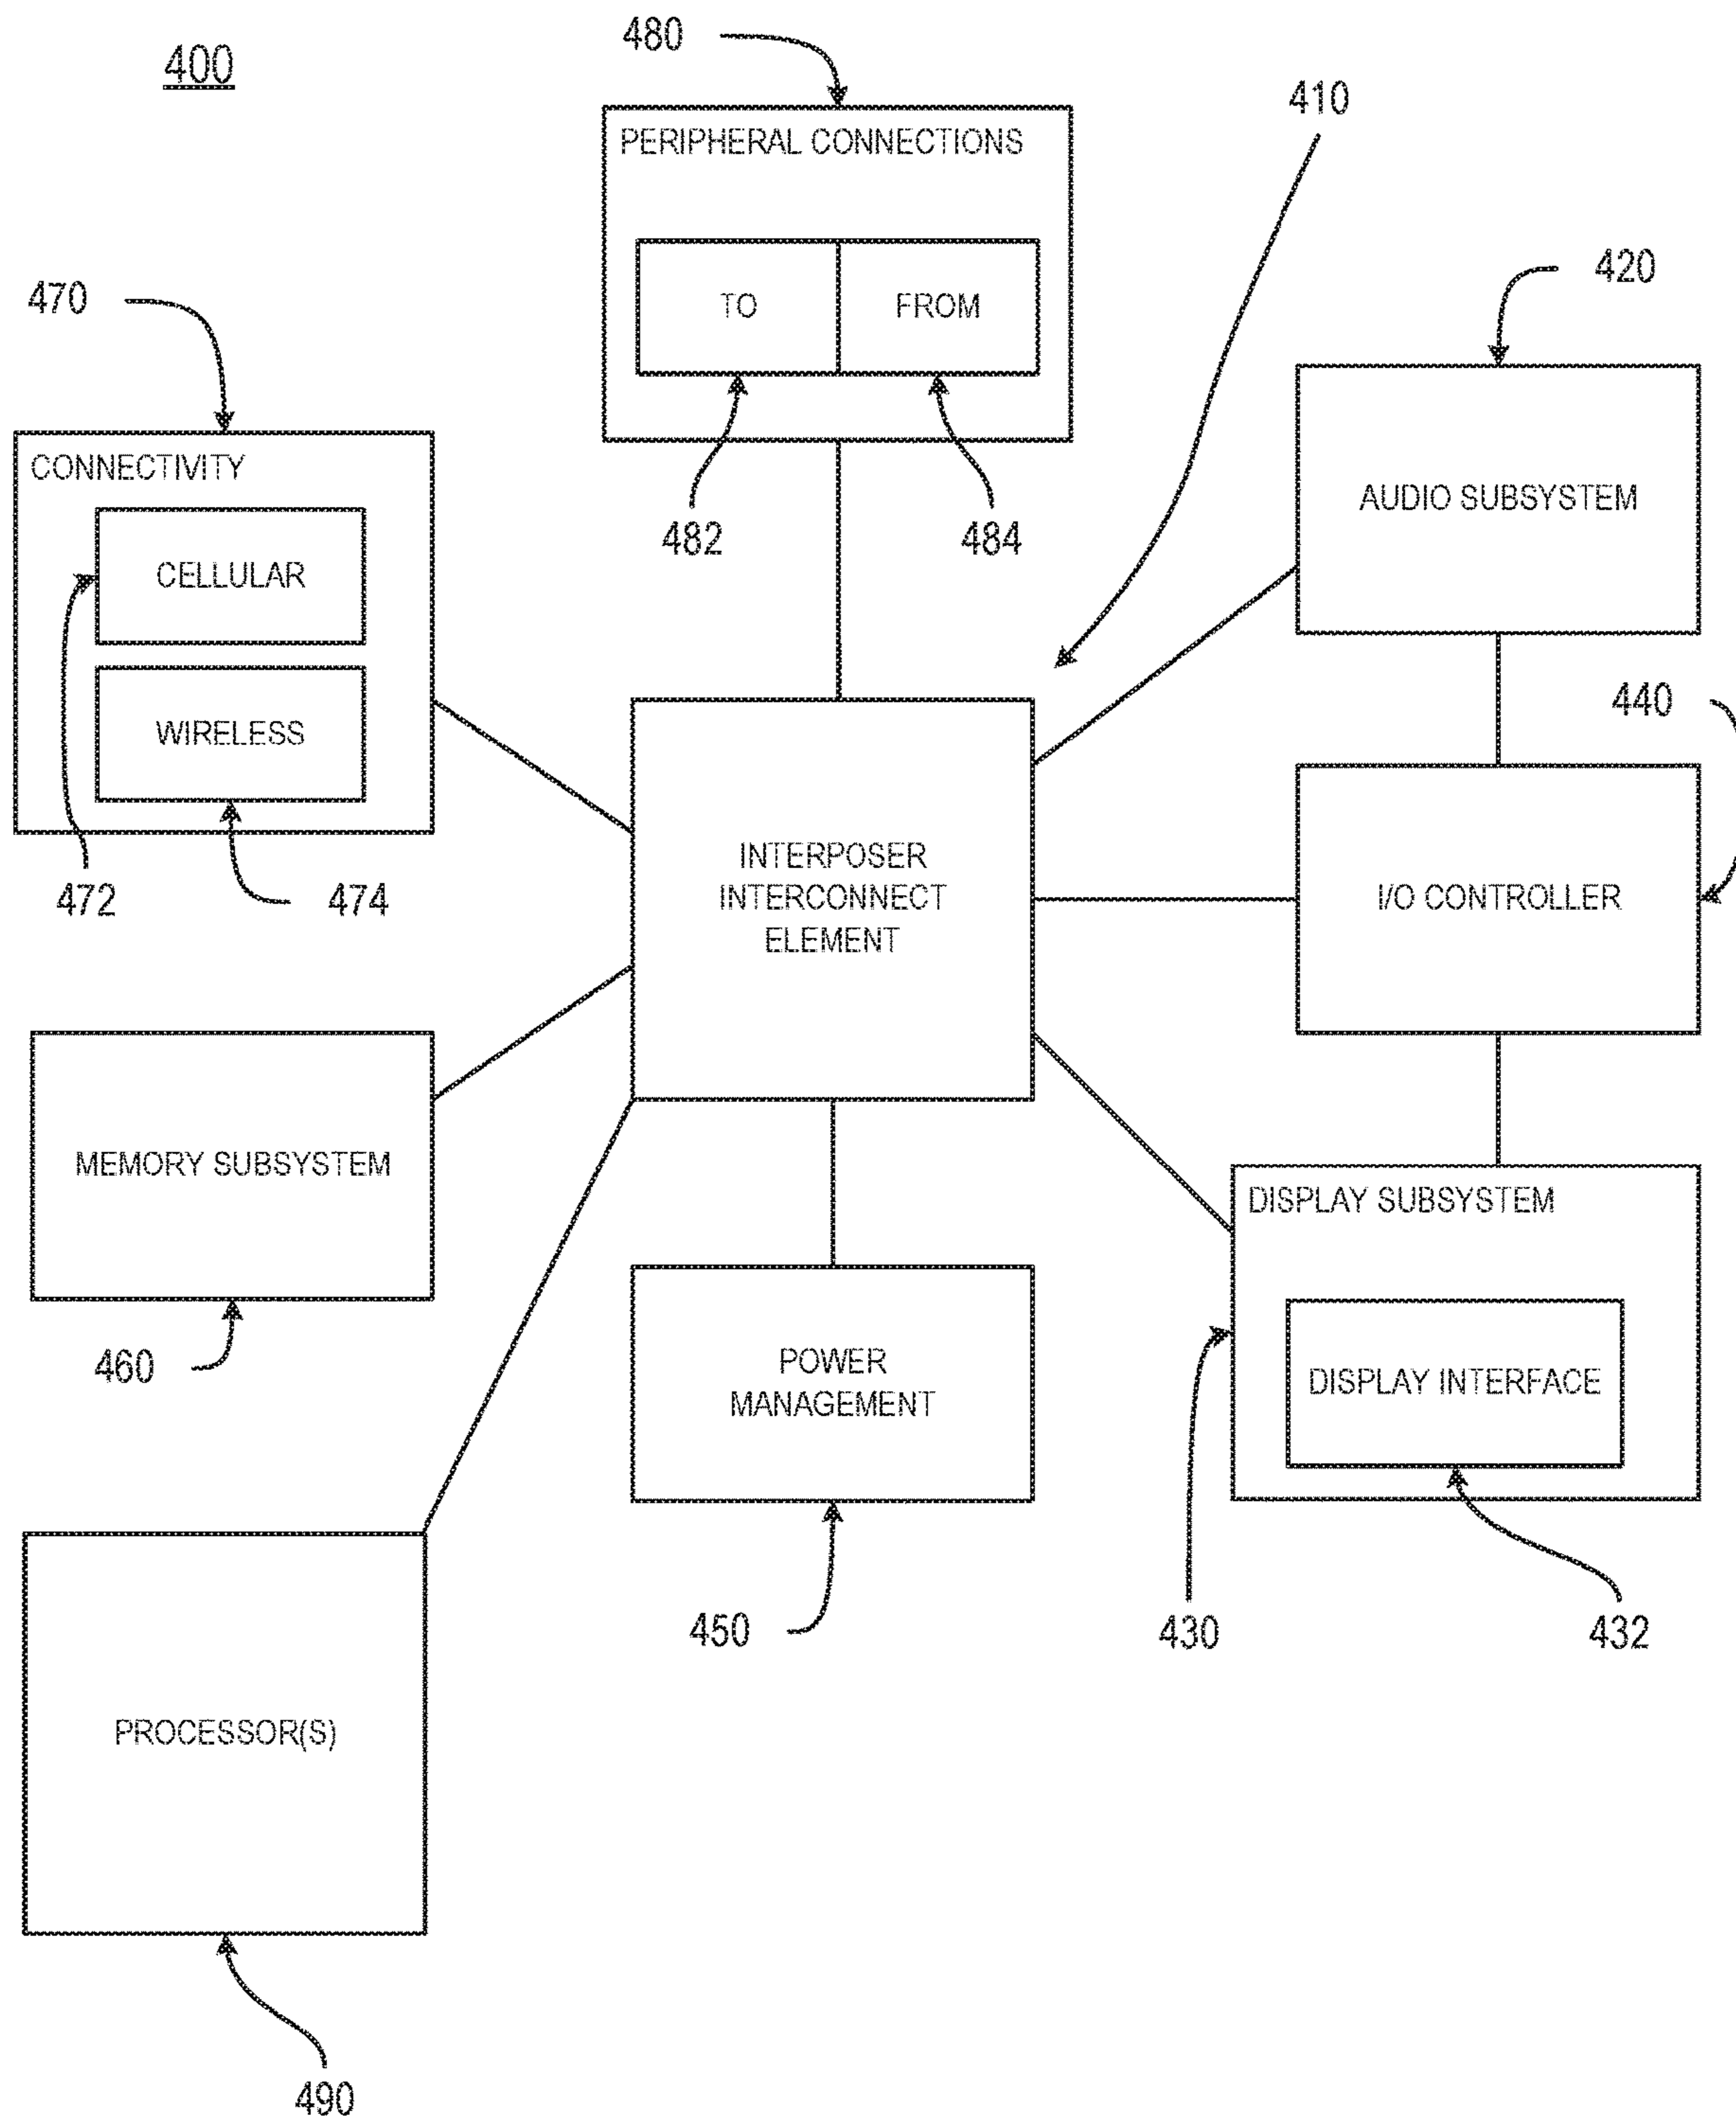 400
480
410
PERIPHERAL CONNECTIONS
TO
FROM
482
484
420
AUDIO SUBSYSTEM
470
CONNECTIVITY
CELLULAR
WIRELESS
472
474
INTERPOSER
INTERCONNECT
ELEMENT
440
I/O CONTROLLER
MEMORY SUBSYSTEM
460
POWER
MANAGEMENT
450
DISPLAY SUBSYSTEM
DISPLAY INTERFACE
430
432
PROCESSOR(S)
490